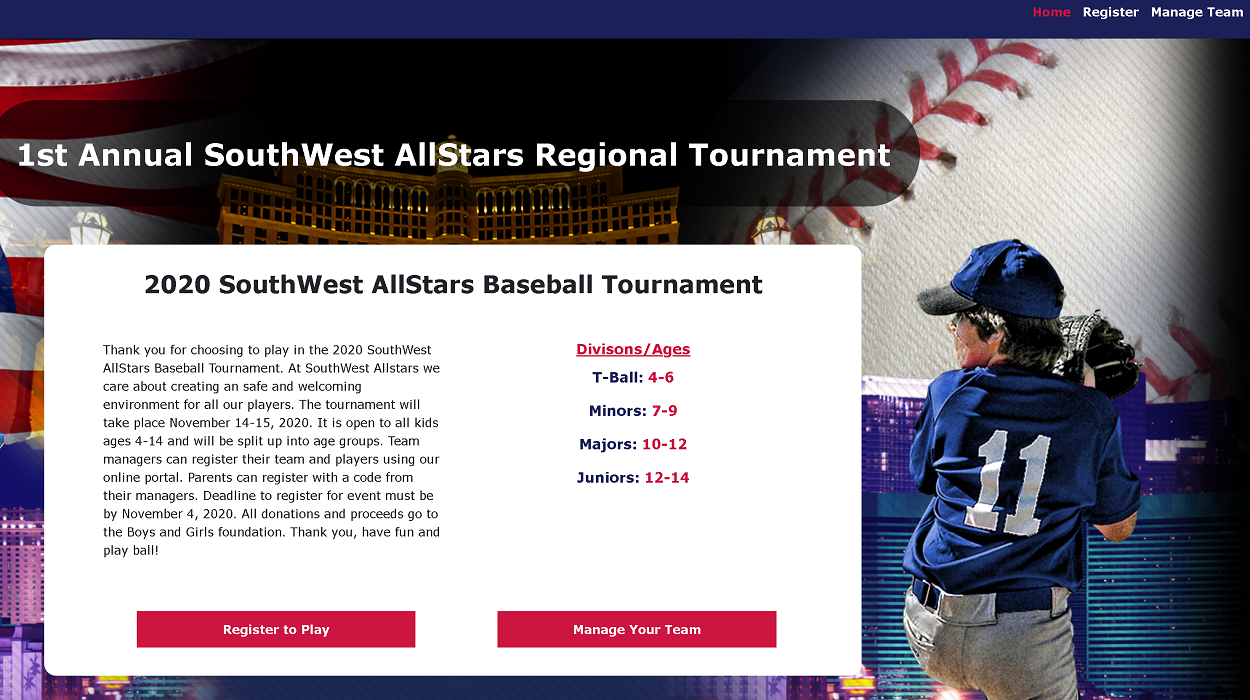 Home Register Manage Team
1st Annual SouthWest AllStars Regional Tournament
2020 SouthWest AllStars Baseball Tournament
Thank you for choosing to play in the 2020 SouthWest
AllStars Baseball Tournament. At SouthWest Allstars we
care about creating an safe and welcoming
environment for all our players. The tournament will
take place November 14-15, 2020. It is open to all kids
ages 4-14 and will be split up into age groups. Team
managers can register their team and players using our
online portal. Parents can register with a code from
their managers. Deadline to register for event must be
by November 4, 2020. All donations and proceeds go to
the Boys and Girls foundation. Thank you, have fun and
play ball!
Divisons/Ages
T-Ball: 4-6
Minors: 7-9
Majors: 10-12
Juniors: 12-14
Register to Play
Manage Your Team
11